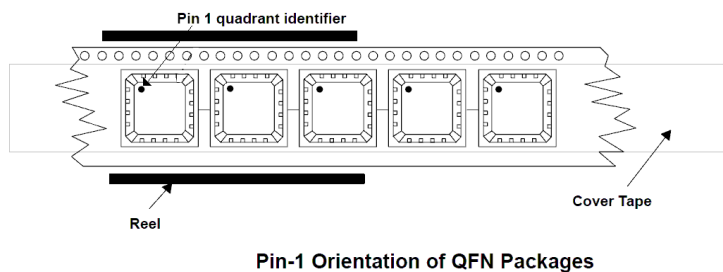 Pin 1 quadrant identifier
Reel
Cover Tape
Pin-1 Orientation of QFN Packages